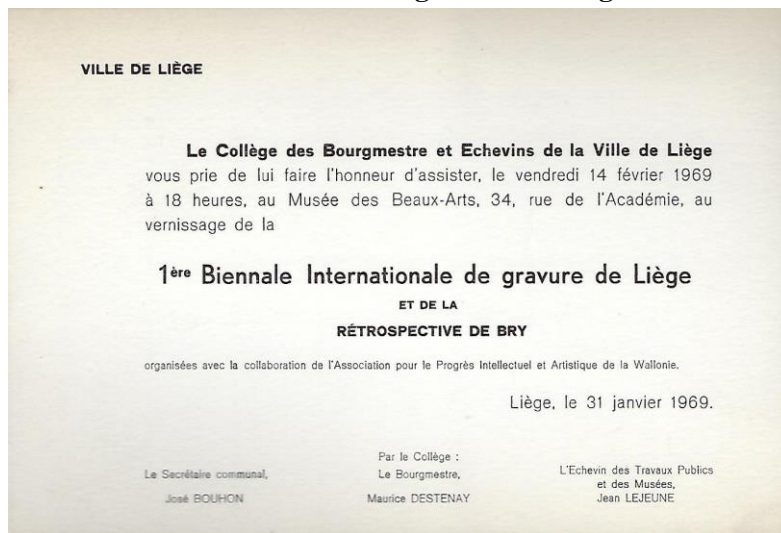 VILLE DE LIÈGE
Le Collège des Bourgmestre et Echevins de la Ville de Liège
vous prie de lui faire l'honneur d'assister, le vendredi 14 février 1969
à 18 heures, au Musée des Beaux-Arts, 34, rue de l'Académie, au
vernissage de la
1ère Biennale Internationale de gravure de Liège
ET DE LA
RÉTROSPECTIVE DE BRY
organisées avec la collaboration de l'Association pour le Progrès Intellectuel et Artistique de la Wallonie.
Liège, le 31 janvier 1969.
Le Secrétaire communal,
José BOUHON
Par le Collège :
Le Bourgmestre,
Maurice DESTENAY
L'Echevin des Travaux Publics
et des Musées,
Jean LEJEUNE